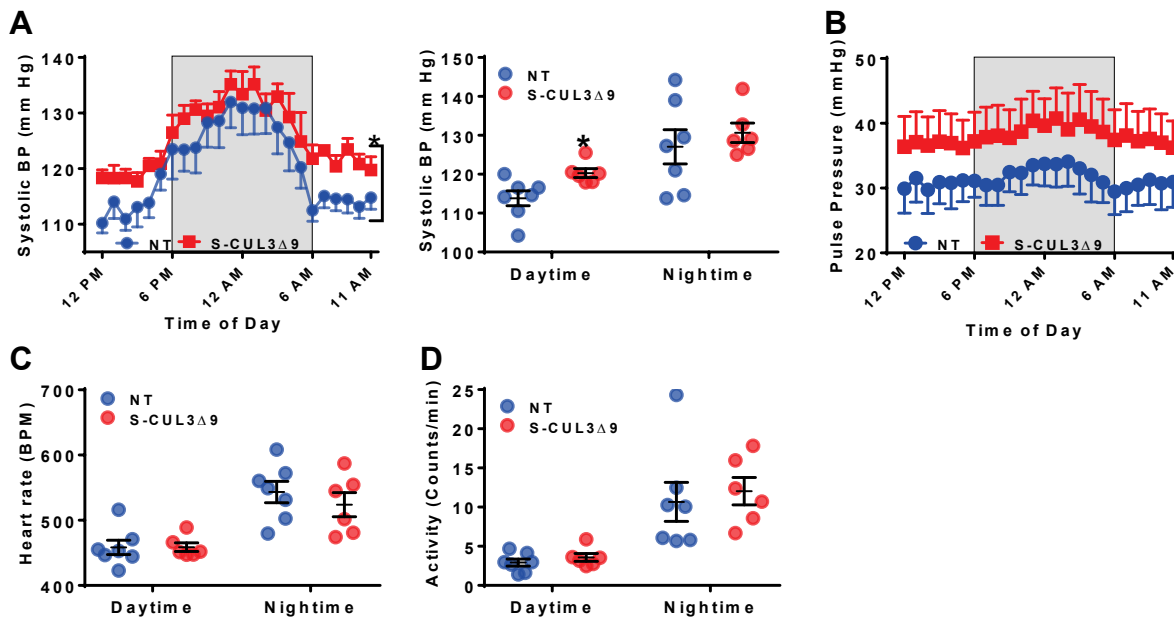 A
Systolic BP (mm Hg)
140
130
120
110
*
NT
S-CUL3Δ9
12 PM
6 PM
12 AM
6 AM
11 AM
Time of Day
Systolic BP (mm Hg)
150
140
130
120
110
100
NT
S-CUL3Δ9
*
Daytime
Nightime
B
Pulse Pressure (mm Hg)
50
40
30
20
NT
S-CUL3Δ9
12 PM
6 PM
12 AM
6 AM
11 AM
Time of Day
C
Heart rate (BPM)
700
600
500
400
NT
S-CUL3Δ9
Daytime
Nightime
D
Activity (Counts/min)
25
20
15
10
5
0
NT
S-CUL3Δ9
Daytime
Nightime